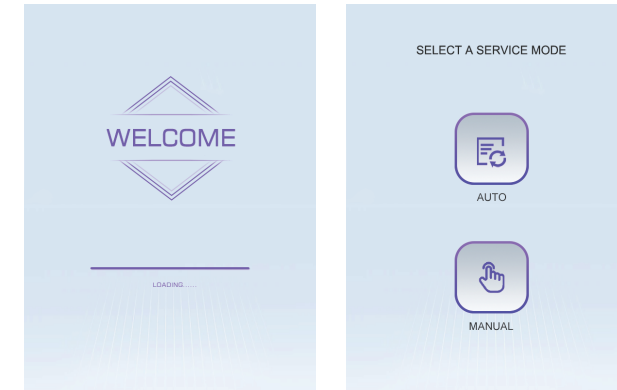 WELCOME
LOADING......
SELECT A SERVICE MODE
AUTO
MANUAL